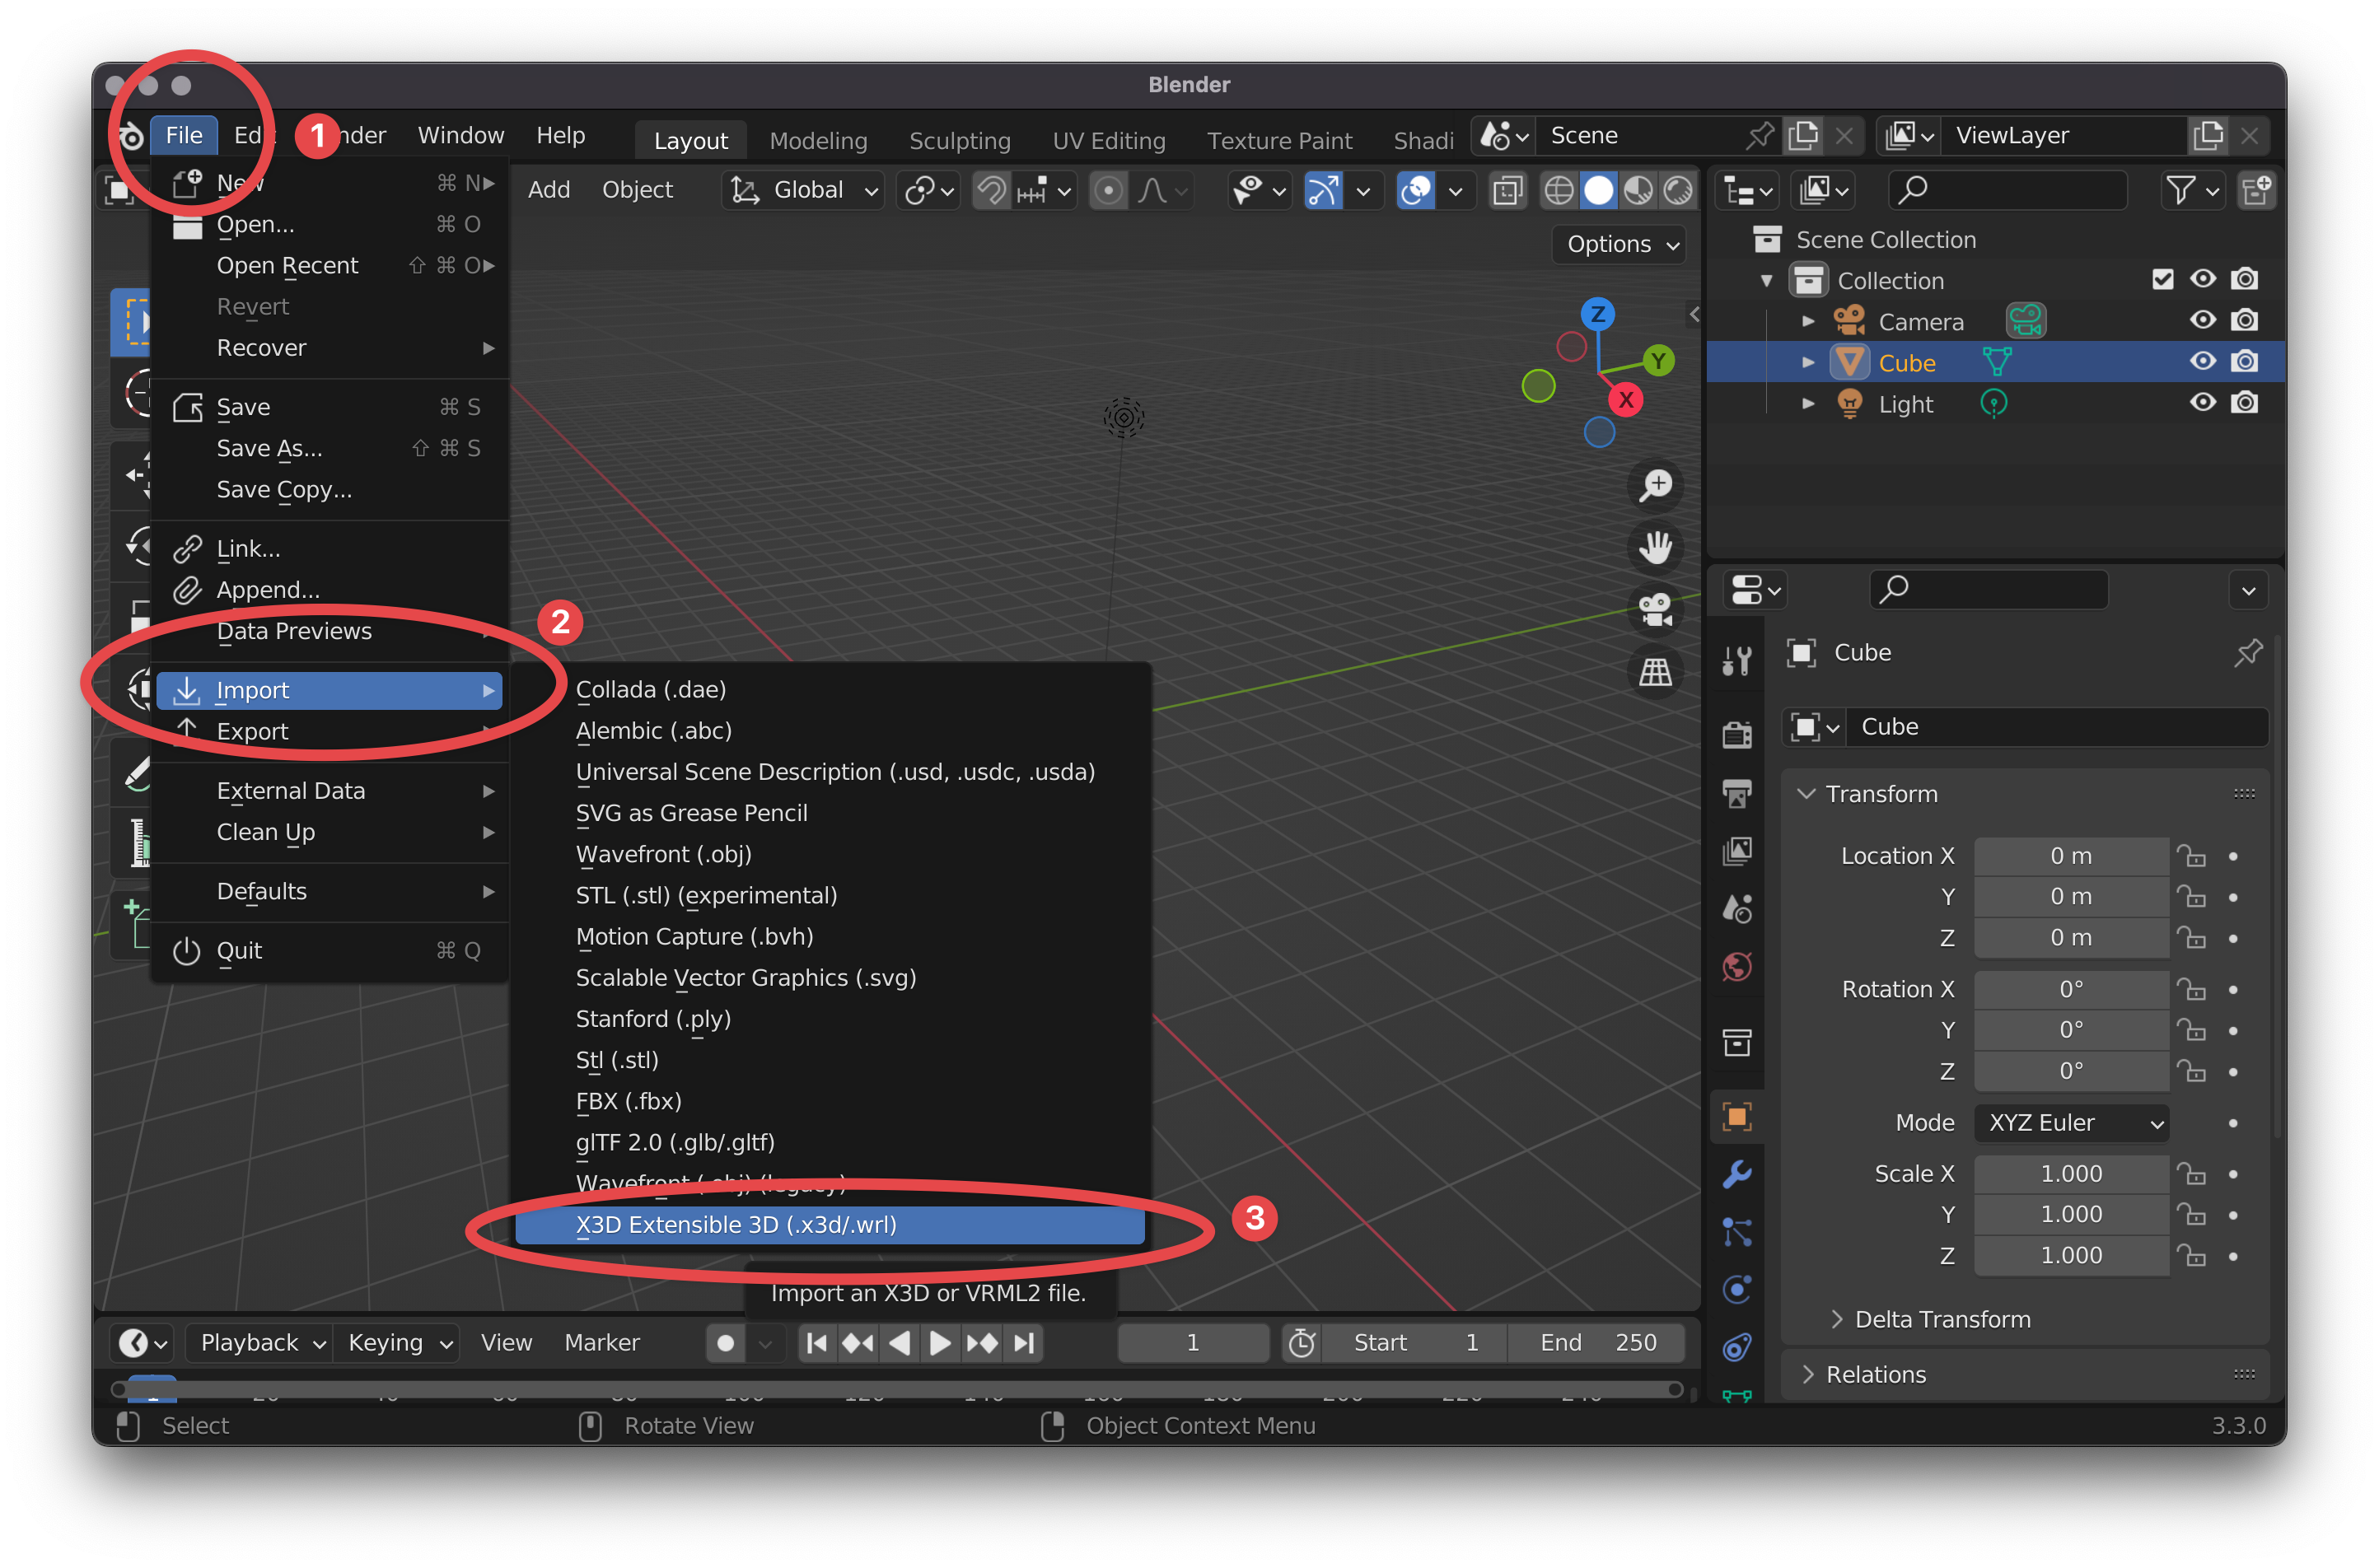 Blender
File
Window
Help
Layout
Modeling
Sculpting
UV Editing
Texture Paint
Scene
ViewLayer
1
New
⌘ N
Open...
⌘ O
Open Recent
⇧ ⌘ O
Revert
Recover
Save
⌘ S
Save As...
⇧ ⌘ S
Save Copy...
Link...
Append...
Data Previews
Import
Export
External Data
Clean Up
Defaults
Quit
⌘ Q
2
Collada (.dae)
Alembic (.abc)
Universal Scene Description (.usd, .usdc, .usda)
SVG as Grease Pencil
Wavefront (.obj)
STL (.stl) (experimental)
Motion Capture (.bvh)
Scalable Vector Graphics (.svg)
Stanford (.ply)
Stl (.stl)
FBX (.fbx)
glTF 2.0 (.glb/.gltf)
Wavefront (.obj) (legacy)
X3D Extensible 3D (.x3d/.wrl)
3
Import an X3D or VRML2 file.
Add
Object
Global
Options
Z
Y
X
Scene Collection
Collection
Camera
Cube
Light
Cube
Cube
Transform
Location X
0 m
Y
0 m
Z
0 m
Rotation X
0°
Y
0°
Z
0°
Mode
XYZ Euler
Scale X
1.000
Y
1.000
Z
1.000
Delta Transform
Relations
Playback
Keying
View
Marker
1
Start 1
End 250
Select
Rotate View
Object Context Menu
3.3.0